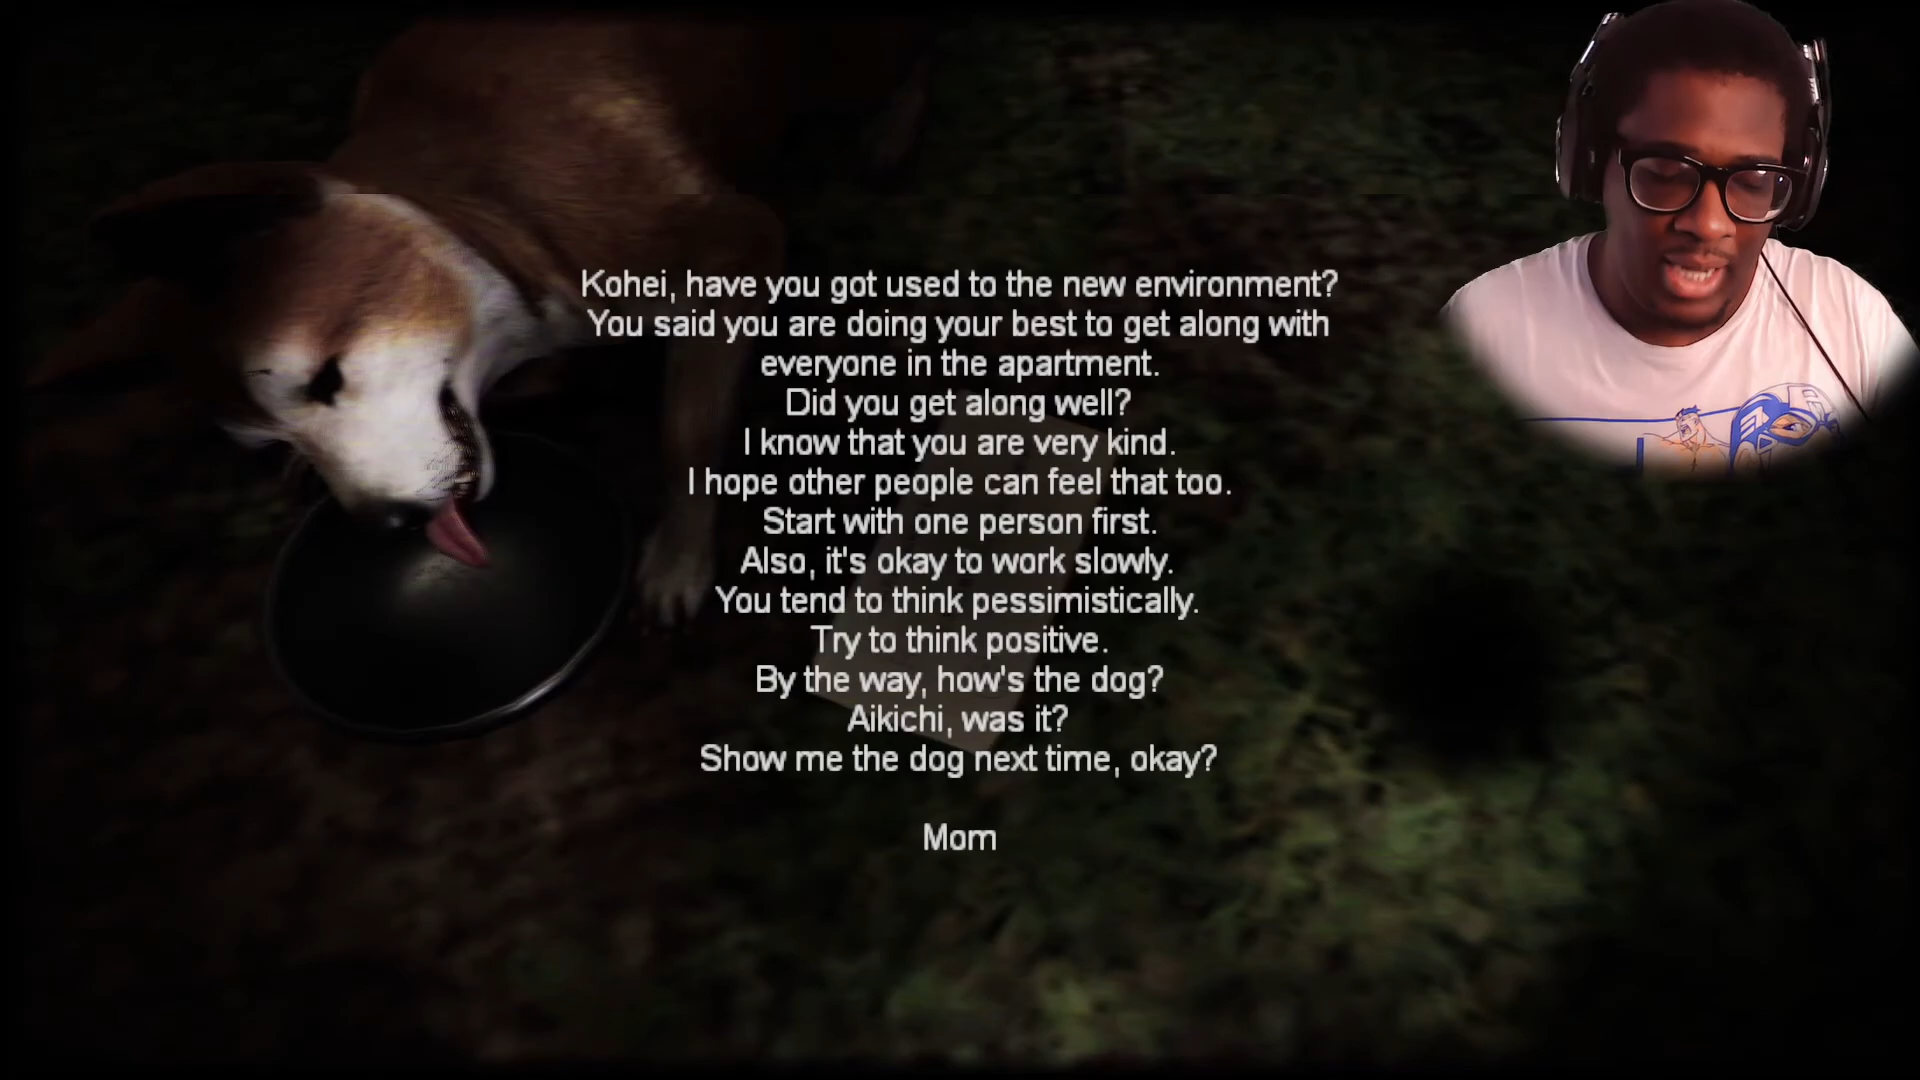 Kohei, have you got used to the new environment?
You said you are doing your best to get along with
everyone in the apartment.
Did you get along well?
I know that you are very kind.
I hope other people can feel that too.
Start with one person first.
Also, it's okay to work slowly.
You tend to think pessimistically.
Try to think positive.
By the way, how's the dog?
Aikichi, was it?
Show me the dog next time, okay?
Mom